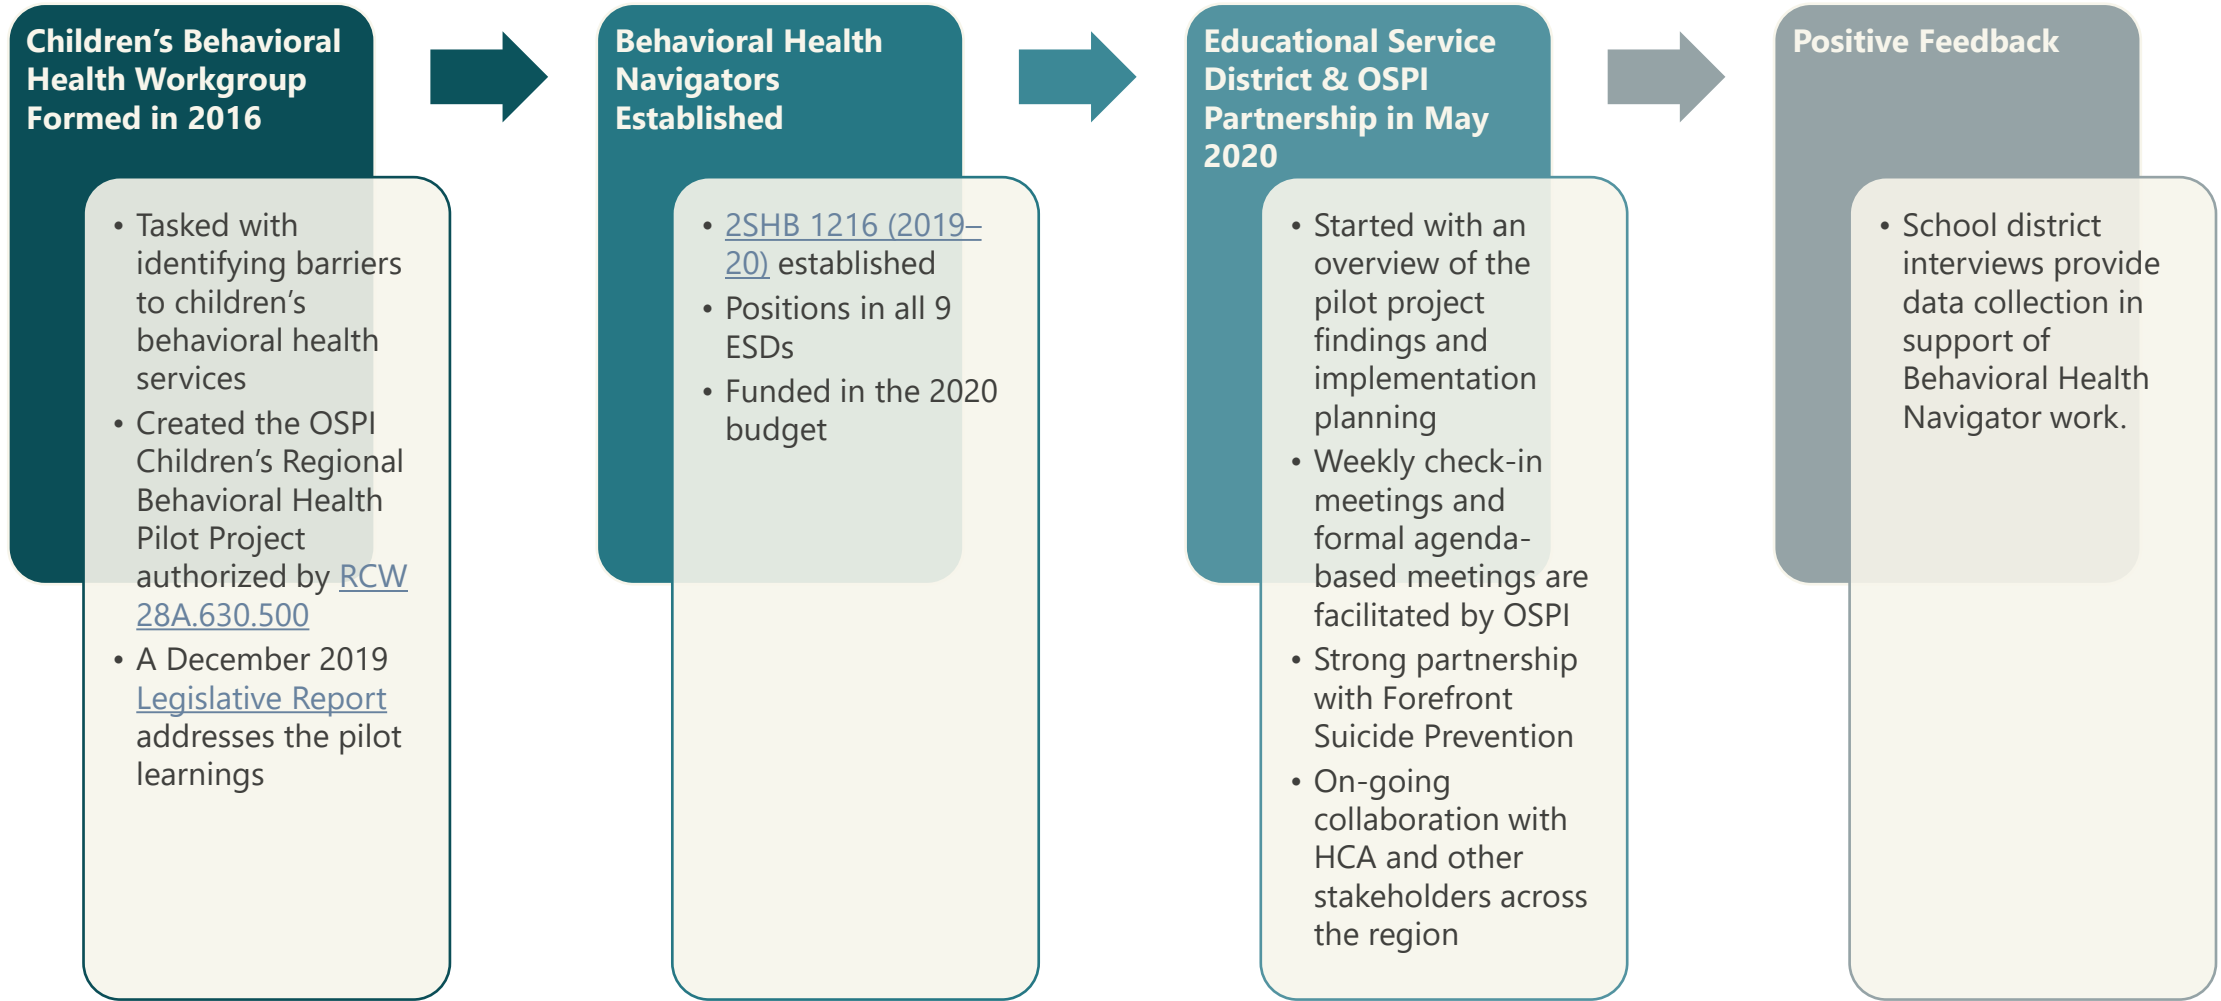 Children’s Behavioral
Health Workgroup
Formed in 2016
• Tasked with
identifying barriers
to children’s
behavioral health
services
• Created the OSPI
Children’s Regional
Behavioral Health
Pilot Project
authorized by RCW
28A.630.500
• A December 2019
Legislative Report
addresses the pilot
learnings
Behavioral Health
Navigators
Established
• 2SHB 1216 (2019–
20) established
• Positions in all 9
ESDs
• Funded in the 2020
budget
Educational Service
District & OSPI
Partnership in May
2020
• Started with an
overview of the
pilot project
findings and
implementation
planning
• Weekly check-in
meetings and
formal agenda-
based meetings are
facilitated by OSPI
• Strong partnership
with Forefront
Suicide Prevention
• On-going
collaboration with
HCA and other
stakeholders across
the region
Positive Feedback
• School district
interviews provide
data collection in
support of
Behavioral Health
Navigator work.